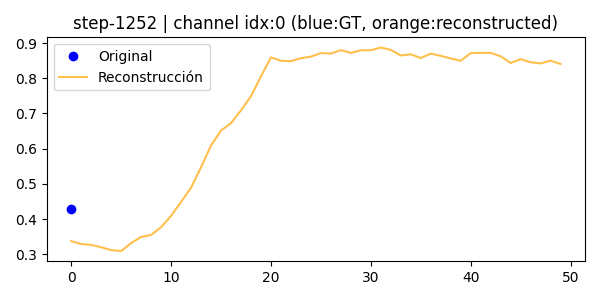 step-1252 | channel idx:0 (blue:GT, orange:reconstructed)
Original
Reconstrucción
0.9
0.8
0.7
0.6
0.5
0.4
0.3
0 10 20 30 40 50